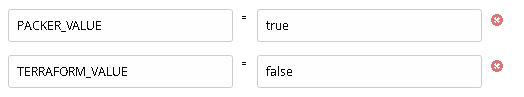 PACKER_VALUE = true
TERRAFORM_VALUE = false